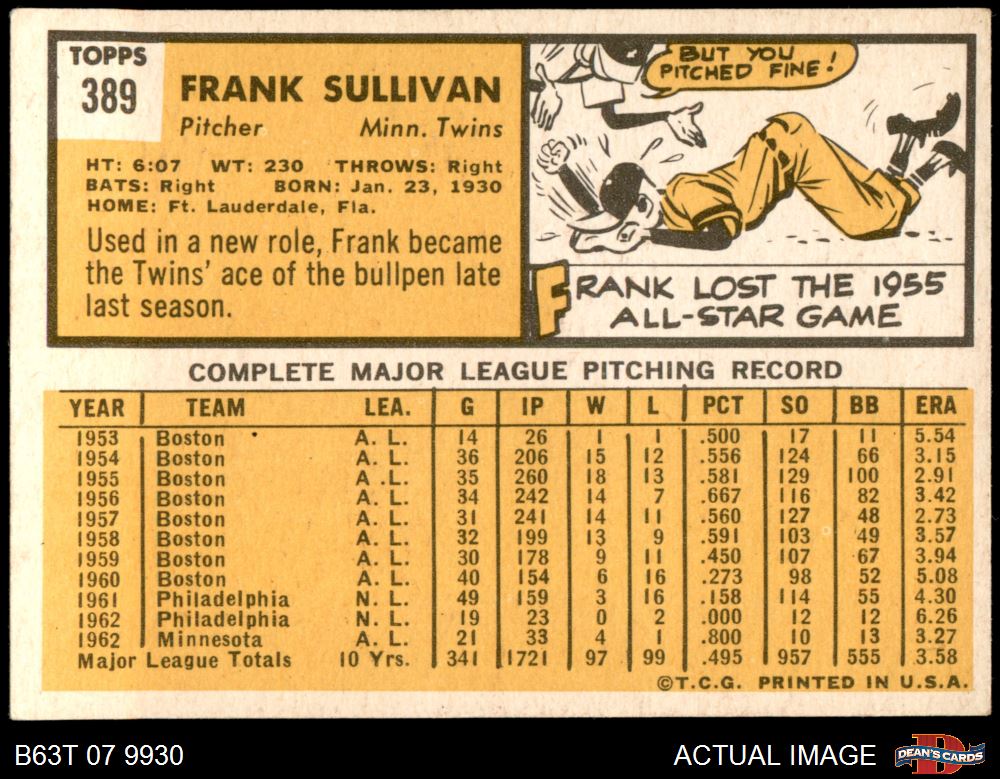 TOPPS
389
FRANK SULLIVAN
Pitcher Minn. Twins
HT: 6:07 WT: 230 THROWS: Right
BATS: Right BORN: Jan. 23, 1930
HOME: Ft. Lauderdale, Fla.
Used in a new role, Frank became
the Twins' ace of the bullpen late
last season.
BUT YOU
PITCHED FINE!
FRANK LOST THE 1955
ALL-STAR GAME
COMPLETE MAJOR LEAGUE PITCHING RECORD
YEAR TEAM LEA. G IP W L PCT SO BB ERA
1953 Boston A. L. 14 26 1 1 .500 17 11 5.54
1954 Boston A. L. 36 206 15 12 .556 124 66 3.15
1955 Boston A .L. 35 260 18 13 .581 129 100 2.91
1956 Boston A. L. 34 242 14 7 .667 116 82 3.42
1957 Boston A. L. 31 241 14 11 .560 127 48 2.73
1958 Boston A. L. 32 199 13 9 .591 103 49 3.57
1959 Boston A. L. 30 178 9 11 .450 107 67 3.94
1960 Boston A. L. 40 154 6 16 .273 98 52 5.08
1961 Philadelphia N. L. 49 159 3 16 .158 114 55 4.30
1962 Philadelphia N. L. 19 23 0 2 .000 12 12 6.26
1962 Minnesota A. L. 21 33 4 1 .800 10 13 3.27
Major League Totals 10 Yrs. 341 1721 97 99 .495 957 555 3.58
©T.C.G. PRINTED IN U.S.A.
B63T 07 9930 ACTUAL IMAGE DEAN'S CARDS